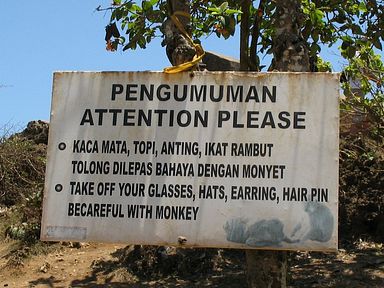 PENGUMUMAN
ATTENTION PLEASE
KACA MATA, TOPI, ANTING, IKAT RAMBUT
TOLONG DILEPAS BAHAYA DENGAN MONYET
TAKE OFF YOUR GLASSES, HATS, EARRING, HAIR PIN
BECAREFUL WITH MONKEY